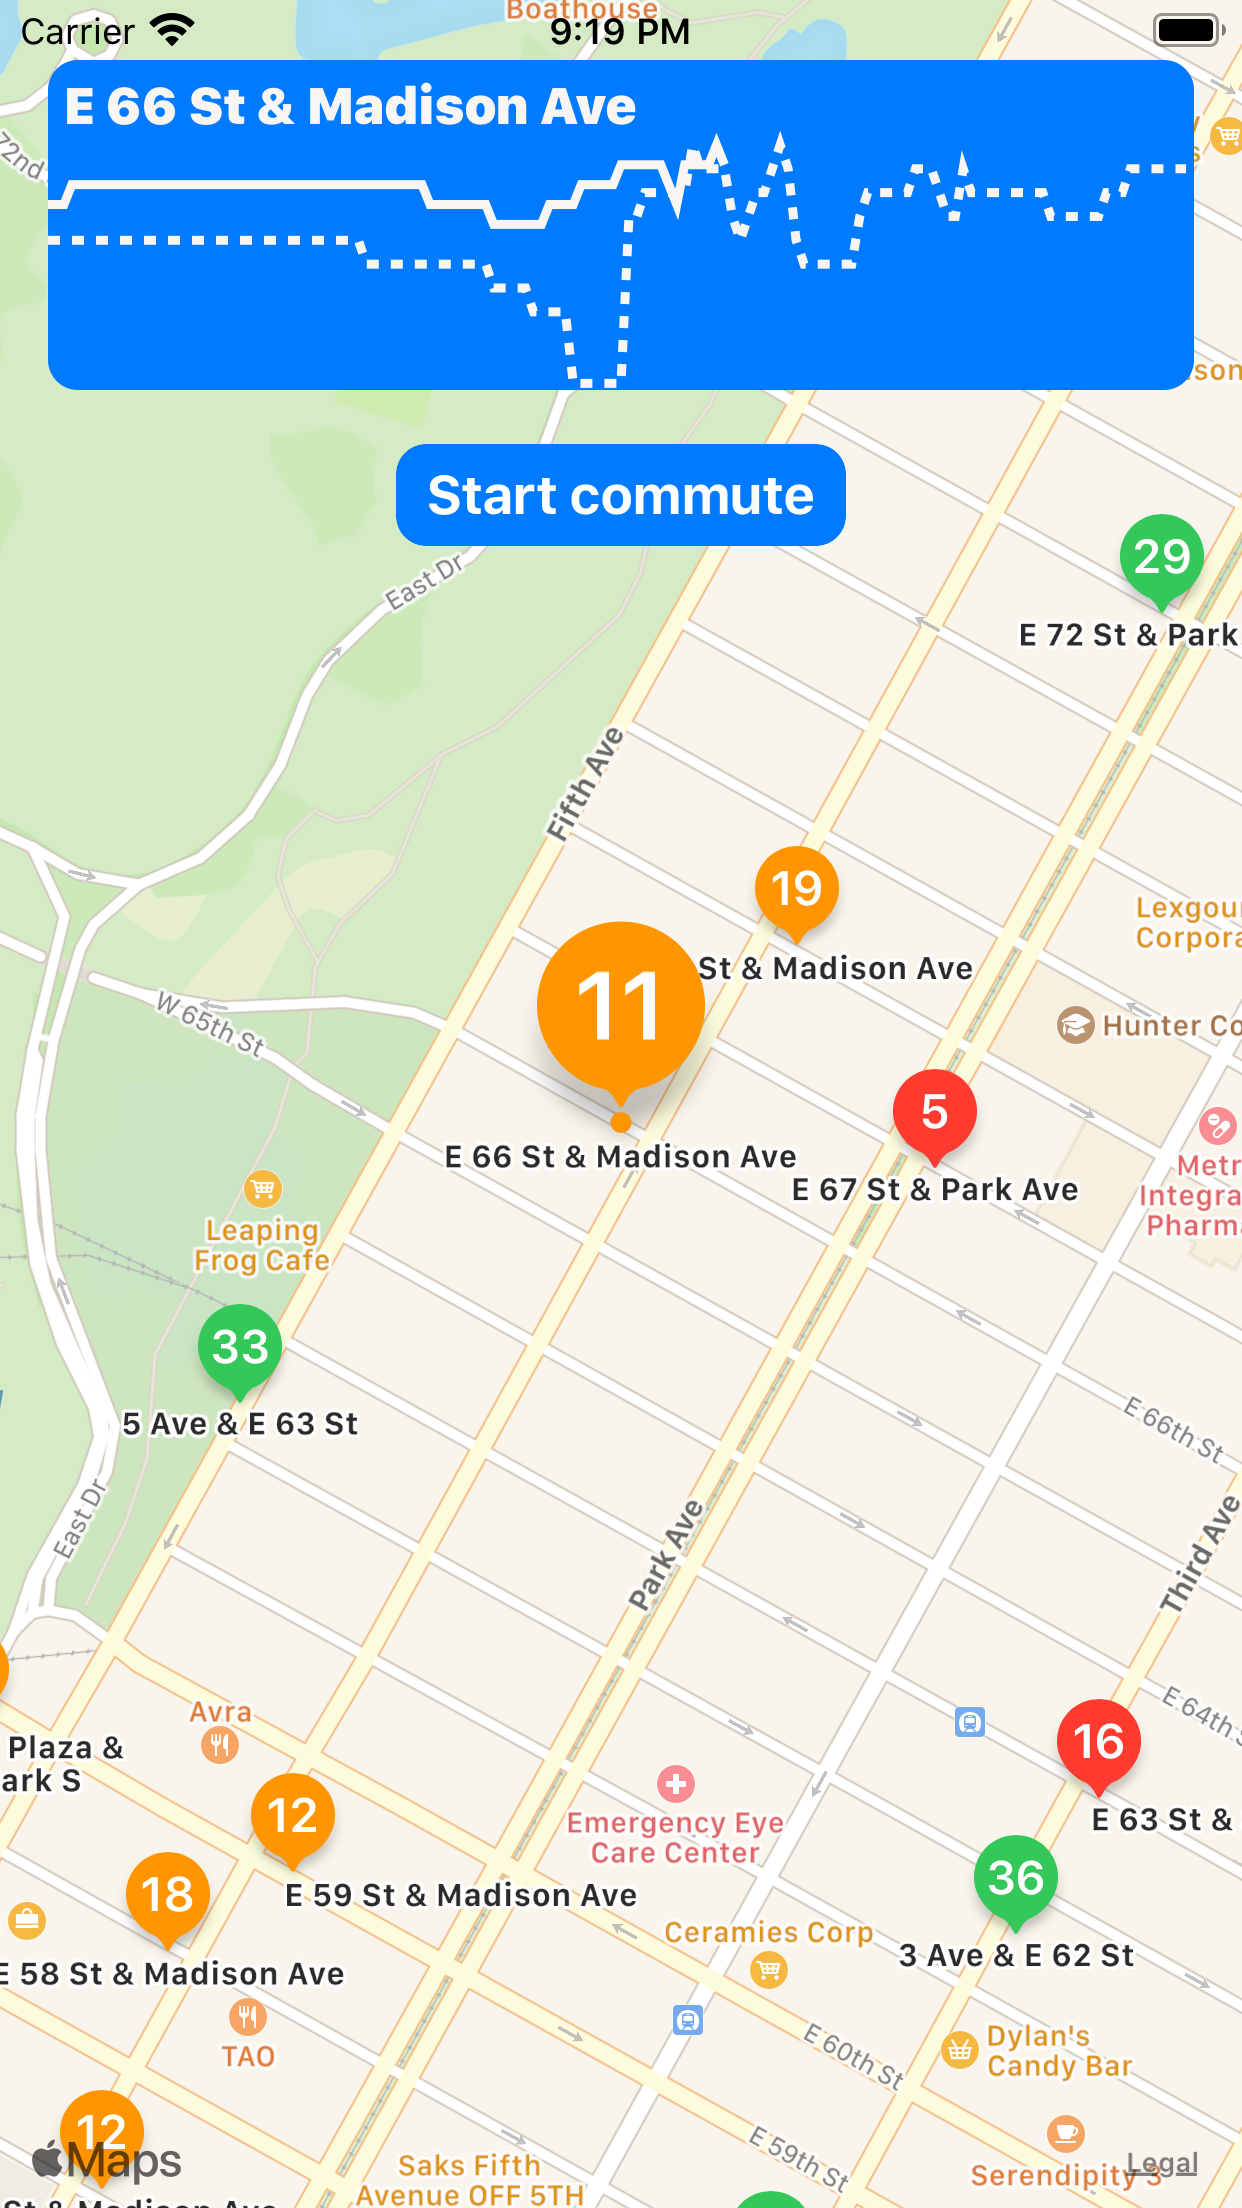 Boathouse
Carrier
9:19 PM
E 66 St & Madison Ave
72nd
son
Start commute
29
E 72 St & Park
East Dr
Fifth Ave
19
St & Madison Ave
Lexgour
Corpora
11
W 65th St
Hunter Co
5
E 66 St & Madison Ave
E 67 St & Park Ave
Metr
Integra
Pharma
Leaping
Frog Cafe
33
5 Ave & E 63 St
E 66th St
East Dr
Park Ave
Third Ave
Avra
Plaza &
ark S
E 64th S
16
12
Emergency Eye
Care Center
E 63 St &
18
E 59 St & Madison Ave
36
Ceramies Corp
3 Ave & E 62 St
E 58 St & Madison Ave
TAO
E 60th St
Dylan's
Candy Bar
12
Maps
E 59th St
Legal
Saks Fifth
Avenue OFF 5TH
Serendipity 3
St & Madison Ave